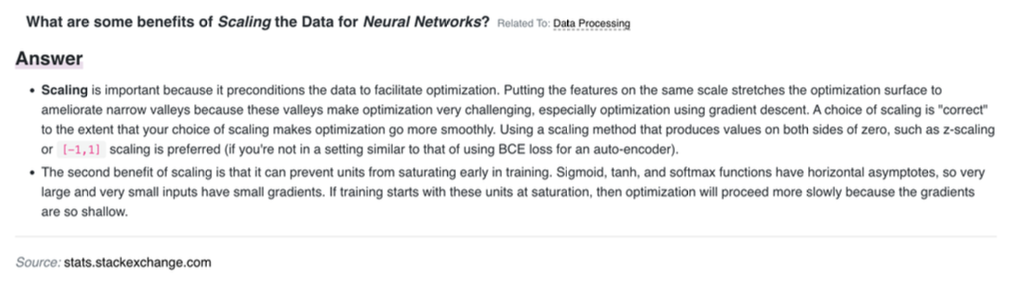 What are some benefits of Scaling the Data for Neural Networks? Related To: Data Processing
Answer
• Scaling is important because it preconditions the data to facilitate optimization. Putting the features on the same scale stretches the optimization surface to
ameliorate narrow valleys because these valleys make optimization very challenging, especially optimization using gradient descent. A choice of scaling is "correct"
to the extent that your choice of scaling makes optimization go more smoothly. Using a scaling method that produces values on both sides of zero, such as z-scaling
or [-1,1] scaling is preferred (if you're not in a setting similar to that of using BCE loss for an auto-encoder).
• The second benefit of scaling is that it can prevent units from saturating early in training. Sigmoid, tanh, and softmax functions have horizontal asymptotes, so very
large and very small inputs have small gradients. If training starts with these units at saturation, then optimization will proceed more slowly because the gradients
are so shallow.
Source: stats.stackexchange.com